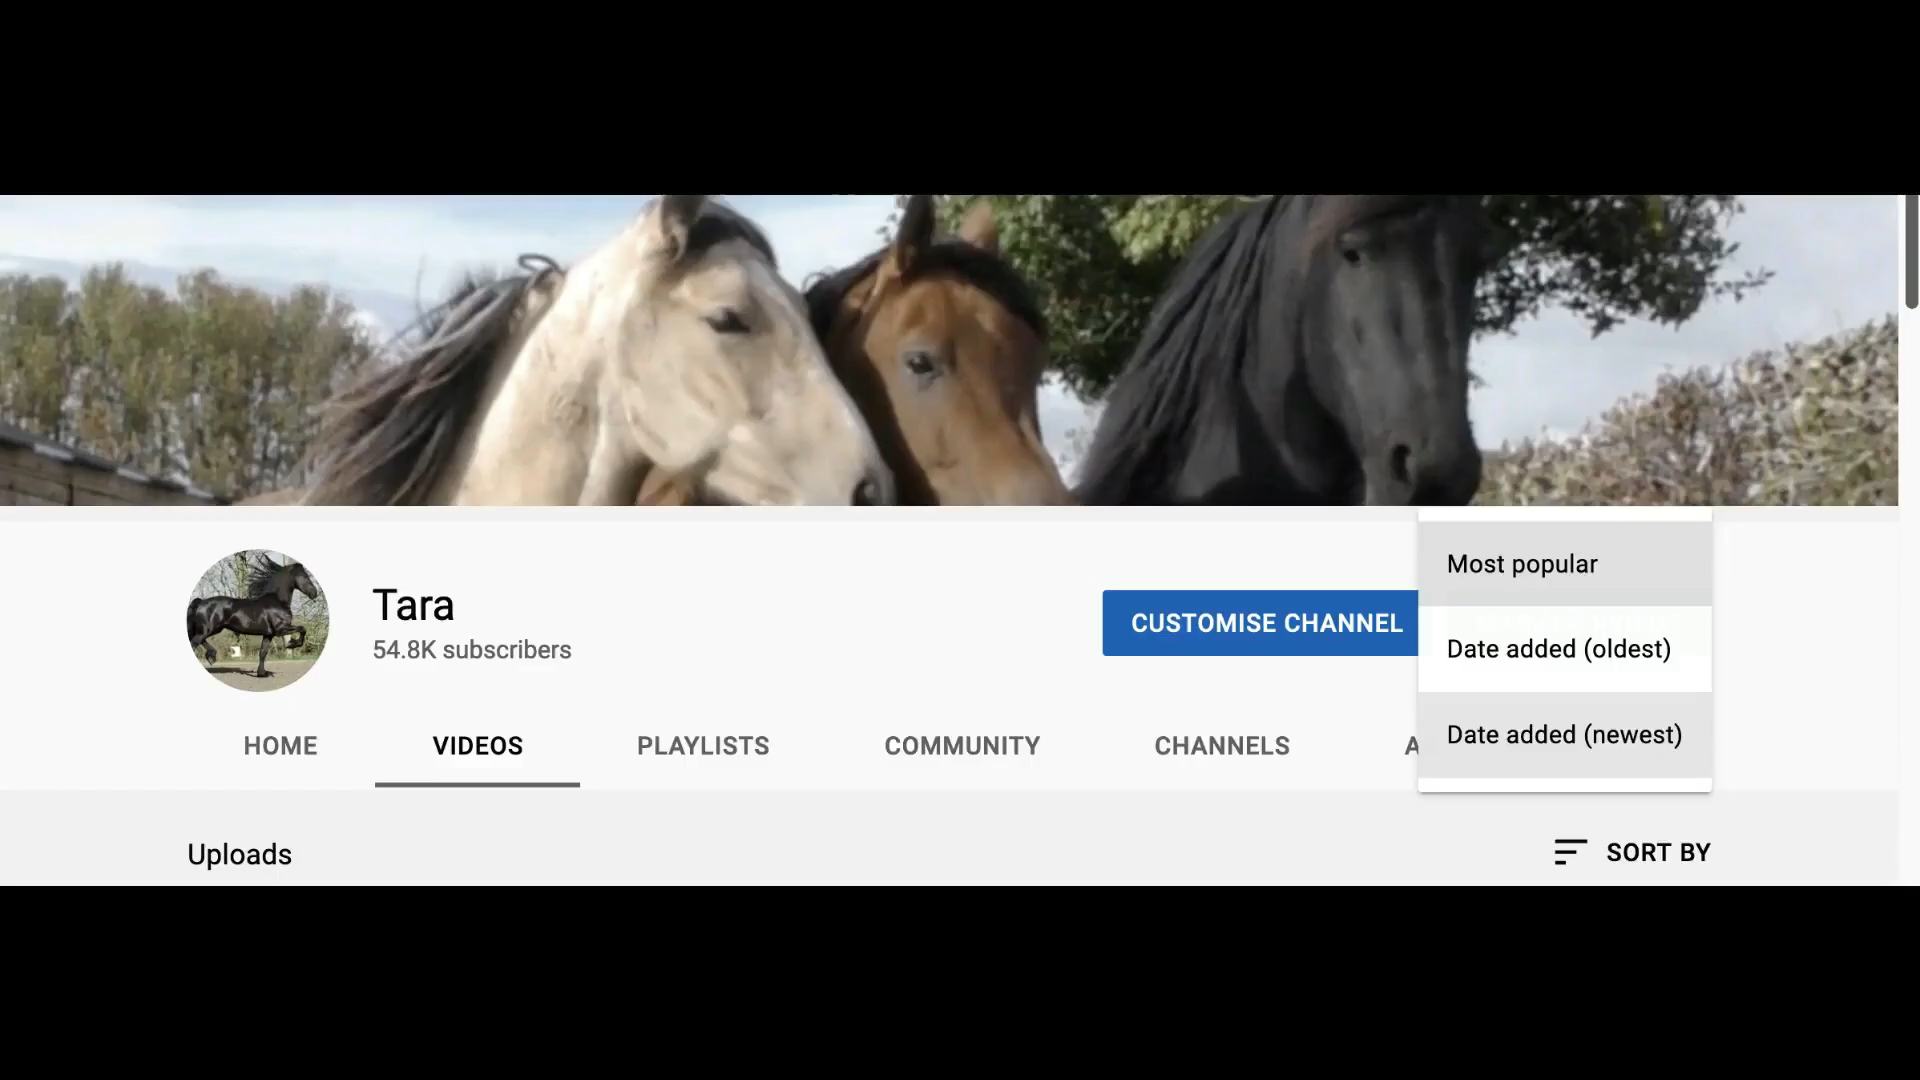 Tara
54.8K subscribers
CUSTOMISE CHANNEL
Most popular
Date added (oldest)
Date added (newest)
HOME
VIDEOS
PLAYLISTS
COMMUNITY
CHANNELS
Uploads
SORT BY